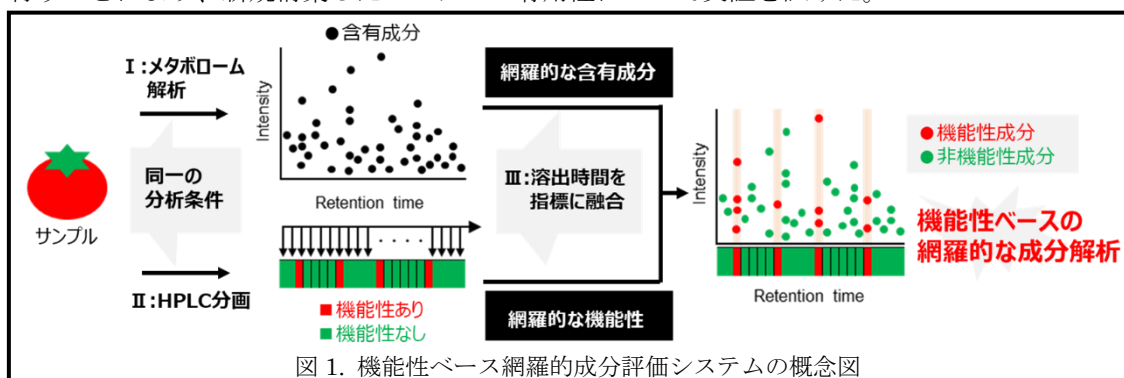 ●含有成分
Ⅰ:メタボローム
解析
Intensity
Retention time
同一の
分析条件
サンプル
Ⅱ:HPLC分画
■機能性あり
■機能性なし
網羅的な含有成分
Ⅲ:溶出時間を
指標に融合
網羅的な機能性
Intensity
Retention time
●機能性成分
●非機能性成分
機能性ベースの
網羅的な成分解析
図 1. 機能性ベース網羅的成分評価システムの概念図